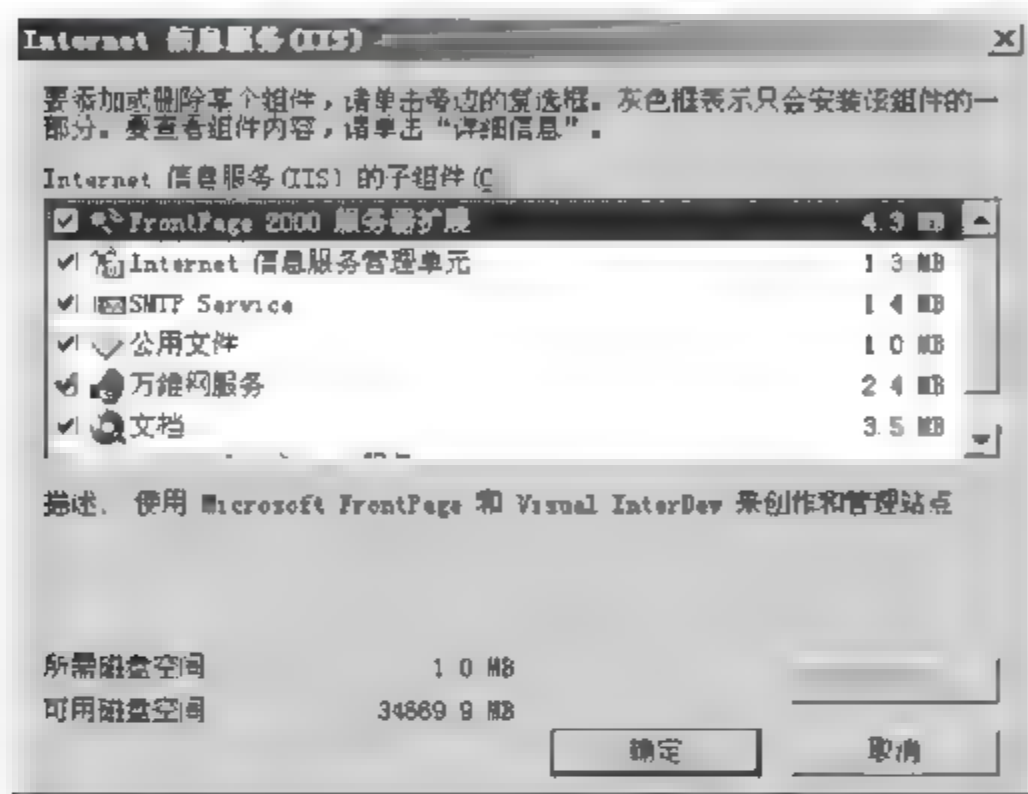 Internet 信息服务(IIS)
要添加或删除某个组件，请单击旁边的复选框。灰色框表示只会安装该组件的一
部分。要查看组件内容，请单击“详细信息”。
Internet 信息服务(IIS) 的子组件(C
FrontPage 2000 服务器扩展 4.3 MB
Internet 信息服务管理单元 1 3 MB
SMTP Service 1 4 MB
公用文件 1 0 MB
万维网服务 2 4 MB
文档 3.5 MB
描述. 使用 Microsoft FrontPage 和 Visual InterDev 来创作和管理站点
所需磁盘空间 1 0 MB
可用磁盘空间 34869 9 MB
确定 取消